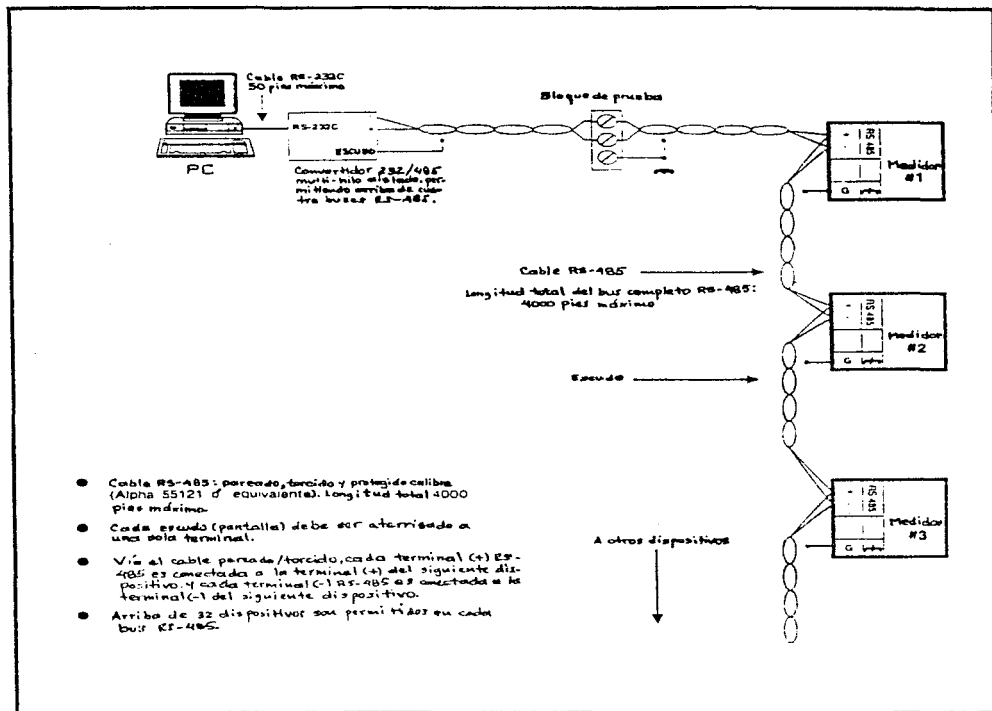 Cable RS-232C
50 pies máximo
PC
RS-232C
ESCUDO
Convertidor 232/485
multi-hilo aislado, per-
mitiendo arriba de cua-
tro buses RS-485.
Bloque de prueba
+ RS 485
-
Medidor
#1
G
Cable RS-485
Longitud total del bus completo RS-485:
4000 pies máximo
+ RS 485
-
Medidor
#2
G
Escudo
+ RS 485
-
Medidor
#3
G
A otros dispositivos
● Cable RS-485: pareado, torcido y protegido calibre
(Alpha 55121 ó equivalente). Longitud total 4000
pies máximo.
● Cada escudo (pantalla) debe ser aterrisado a
una sola terminal.
● Vía el cable pareado/torcido, cada terminal (+) RS-
485 es conectada a la terminal (+) del siguiente dis-
positivo. y cada terminal (-) RS-485 es conectada a la
terminal (-) del siguiente dispositivo.
● Arriba de 32 dispositivos son permitidos en cada
bus RS-485.